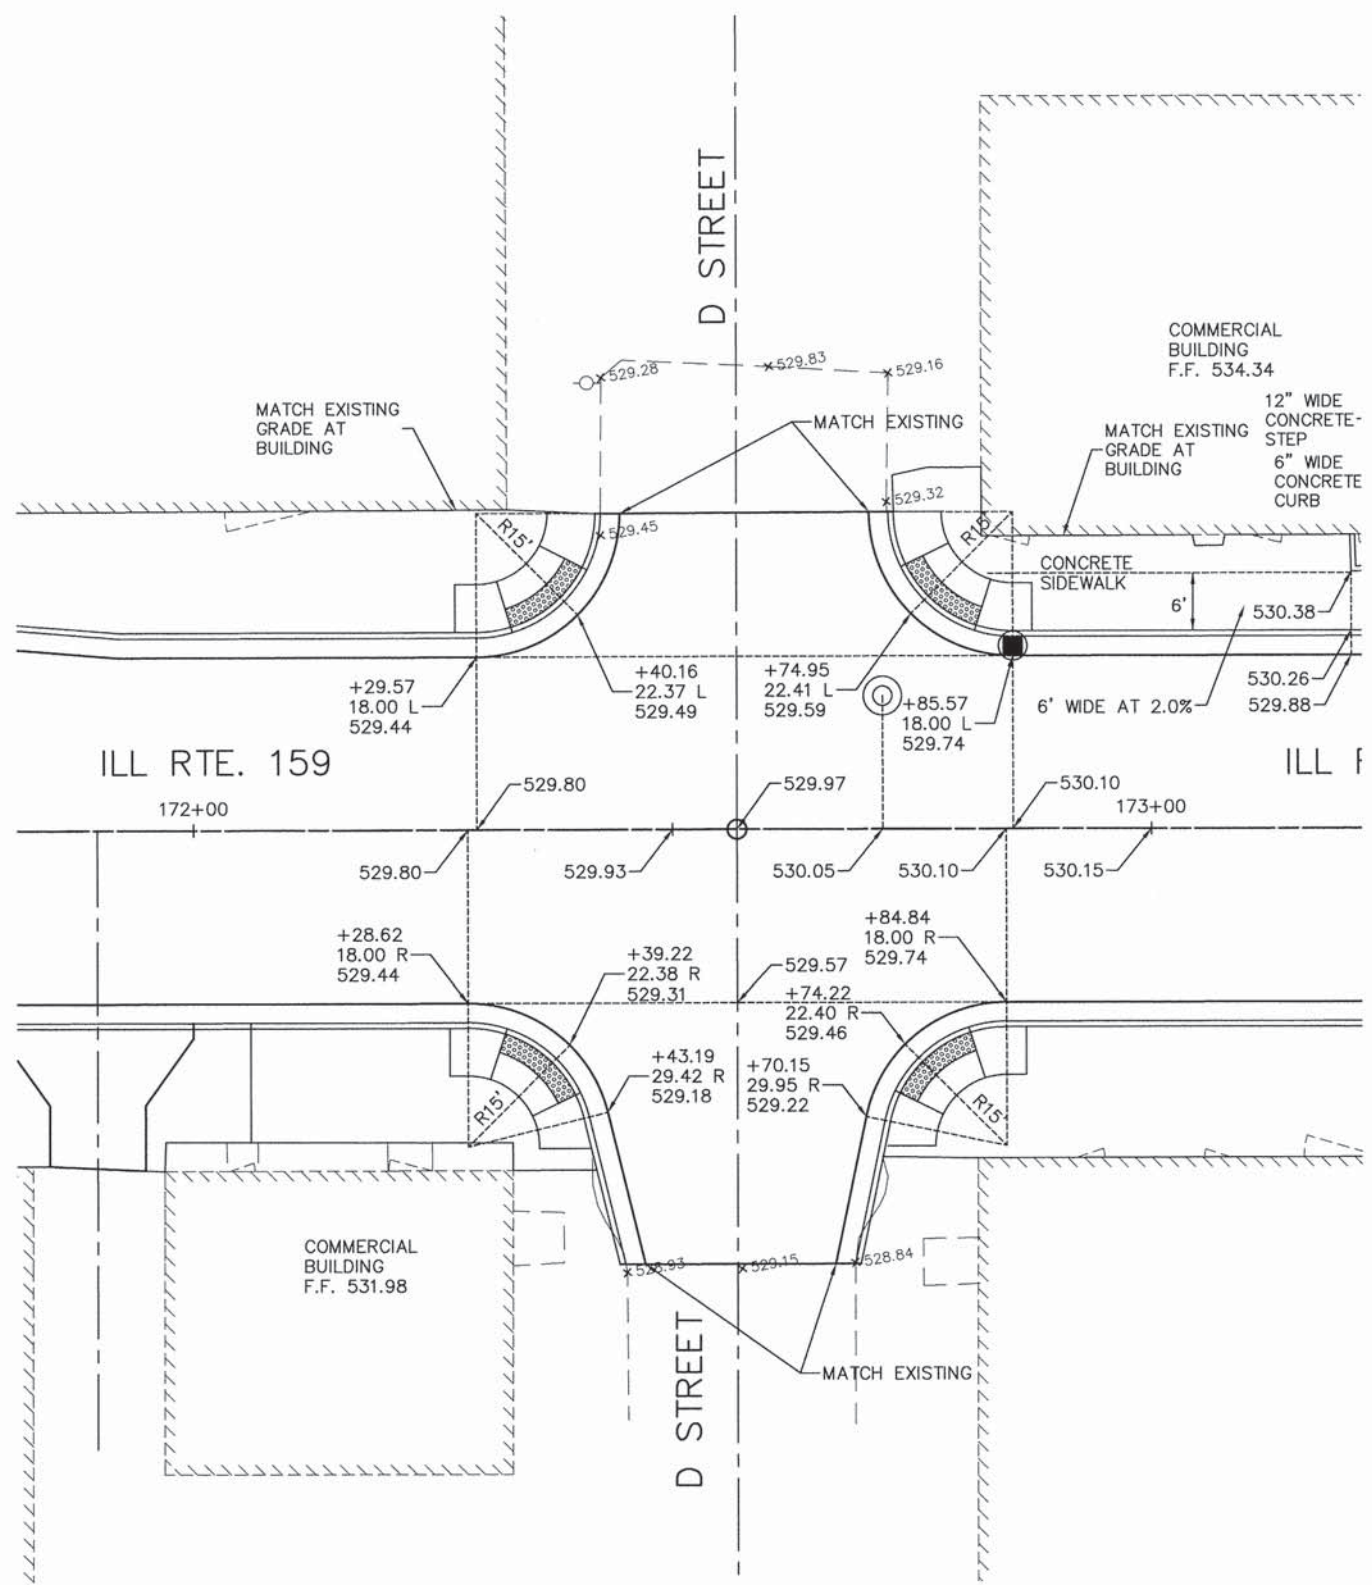 D STREET
COMMERCIAL
BUILDING
F.F. 534.34
529.28
529.83
529.16
MATCH EXISTING
GRADE AT
BUILDING
MATCH EXISTING
MATCH EXISTING
GRADE AT
BUILDING
12" WIDE
CONCRETE-
STEP
6" WIDE
CONCRETE
CURB
529.32
529.45
R15'
R15'
CONCRETE
SIDEWALK
6'
530.38
+29.57
18.00 L
529.44
+40.16
22.37 L
529.49
+74.95
22.41 L
529.59
+85.57
18.00 L
529.74
6' WIDE AT 2.0%
530.26
529.88
ILL RTE. 159
ILL
529.80
529.97
530.10
172+00
173+00
529.80
529.93
530.05
530.10
530.15
+28.62
18.00 R
529.44
+39.22
22.38 R
529.31
529.57
+84.84
18.00 R
529.74
+74.22
22.40 R
529.46
+43.19
29.42 R
529.18
+70.15
29.95 R
529.22
R15'
R15'
COMMERCIAL
BUILDING
F.F. 531.98
528.93
529.15
528.84
MATCH EXISTING
D STREET